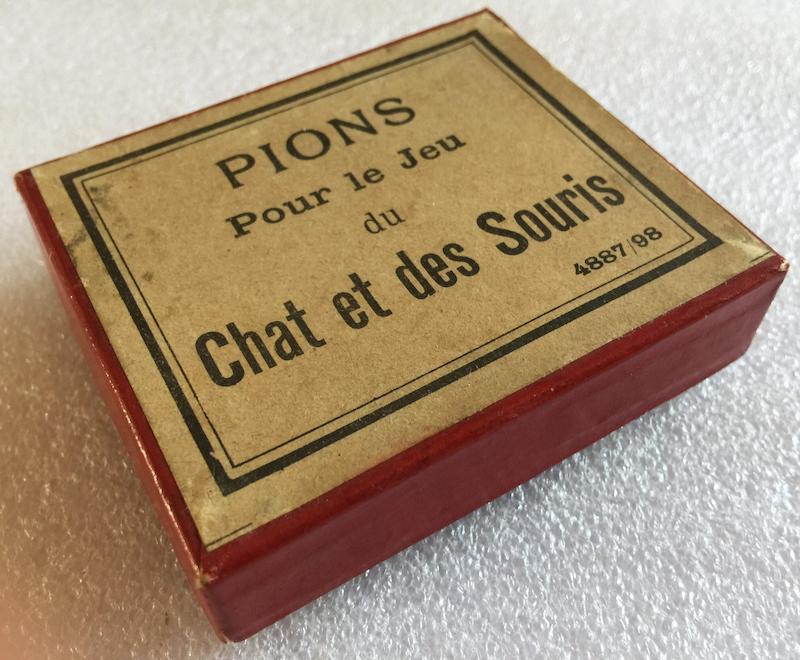 PIONS
Pour le Jeu
du
Chat et des Souris
4887/98